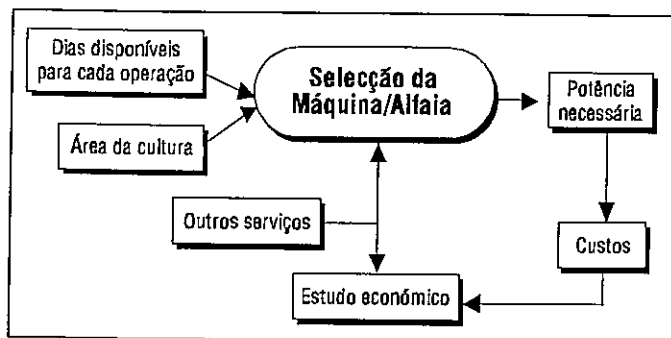 Dias disponíveis
para cada operação
Selecção da
Máquina/Alfaia
Potência
necessária
Área da cultura
Outros serviços
Custos
Estudo económico